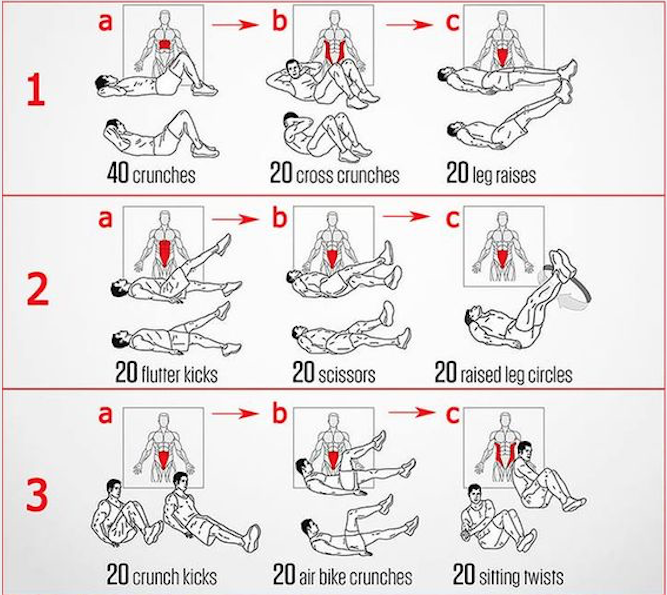 a b c
1
40 crunches 20 cross crunches 20 leg raises
a b c
2
20 flutter kicks 20 scissors 20 raised leg circles
a b c
3
20 crunch kicks 20 air bike crunches 20 sitting twists